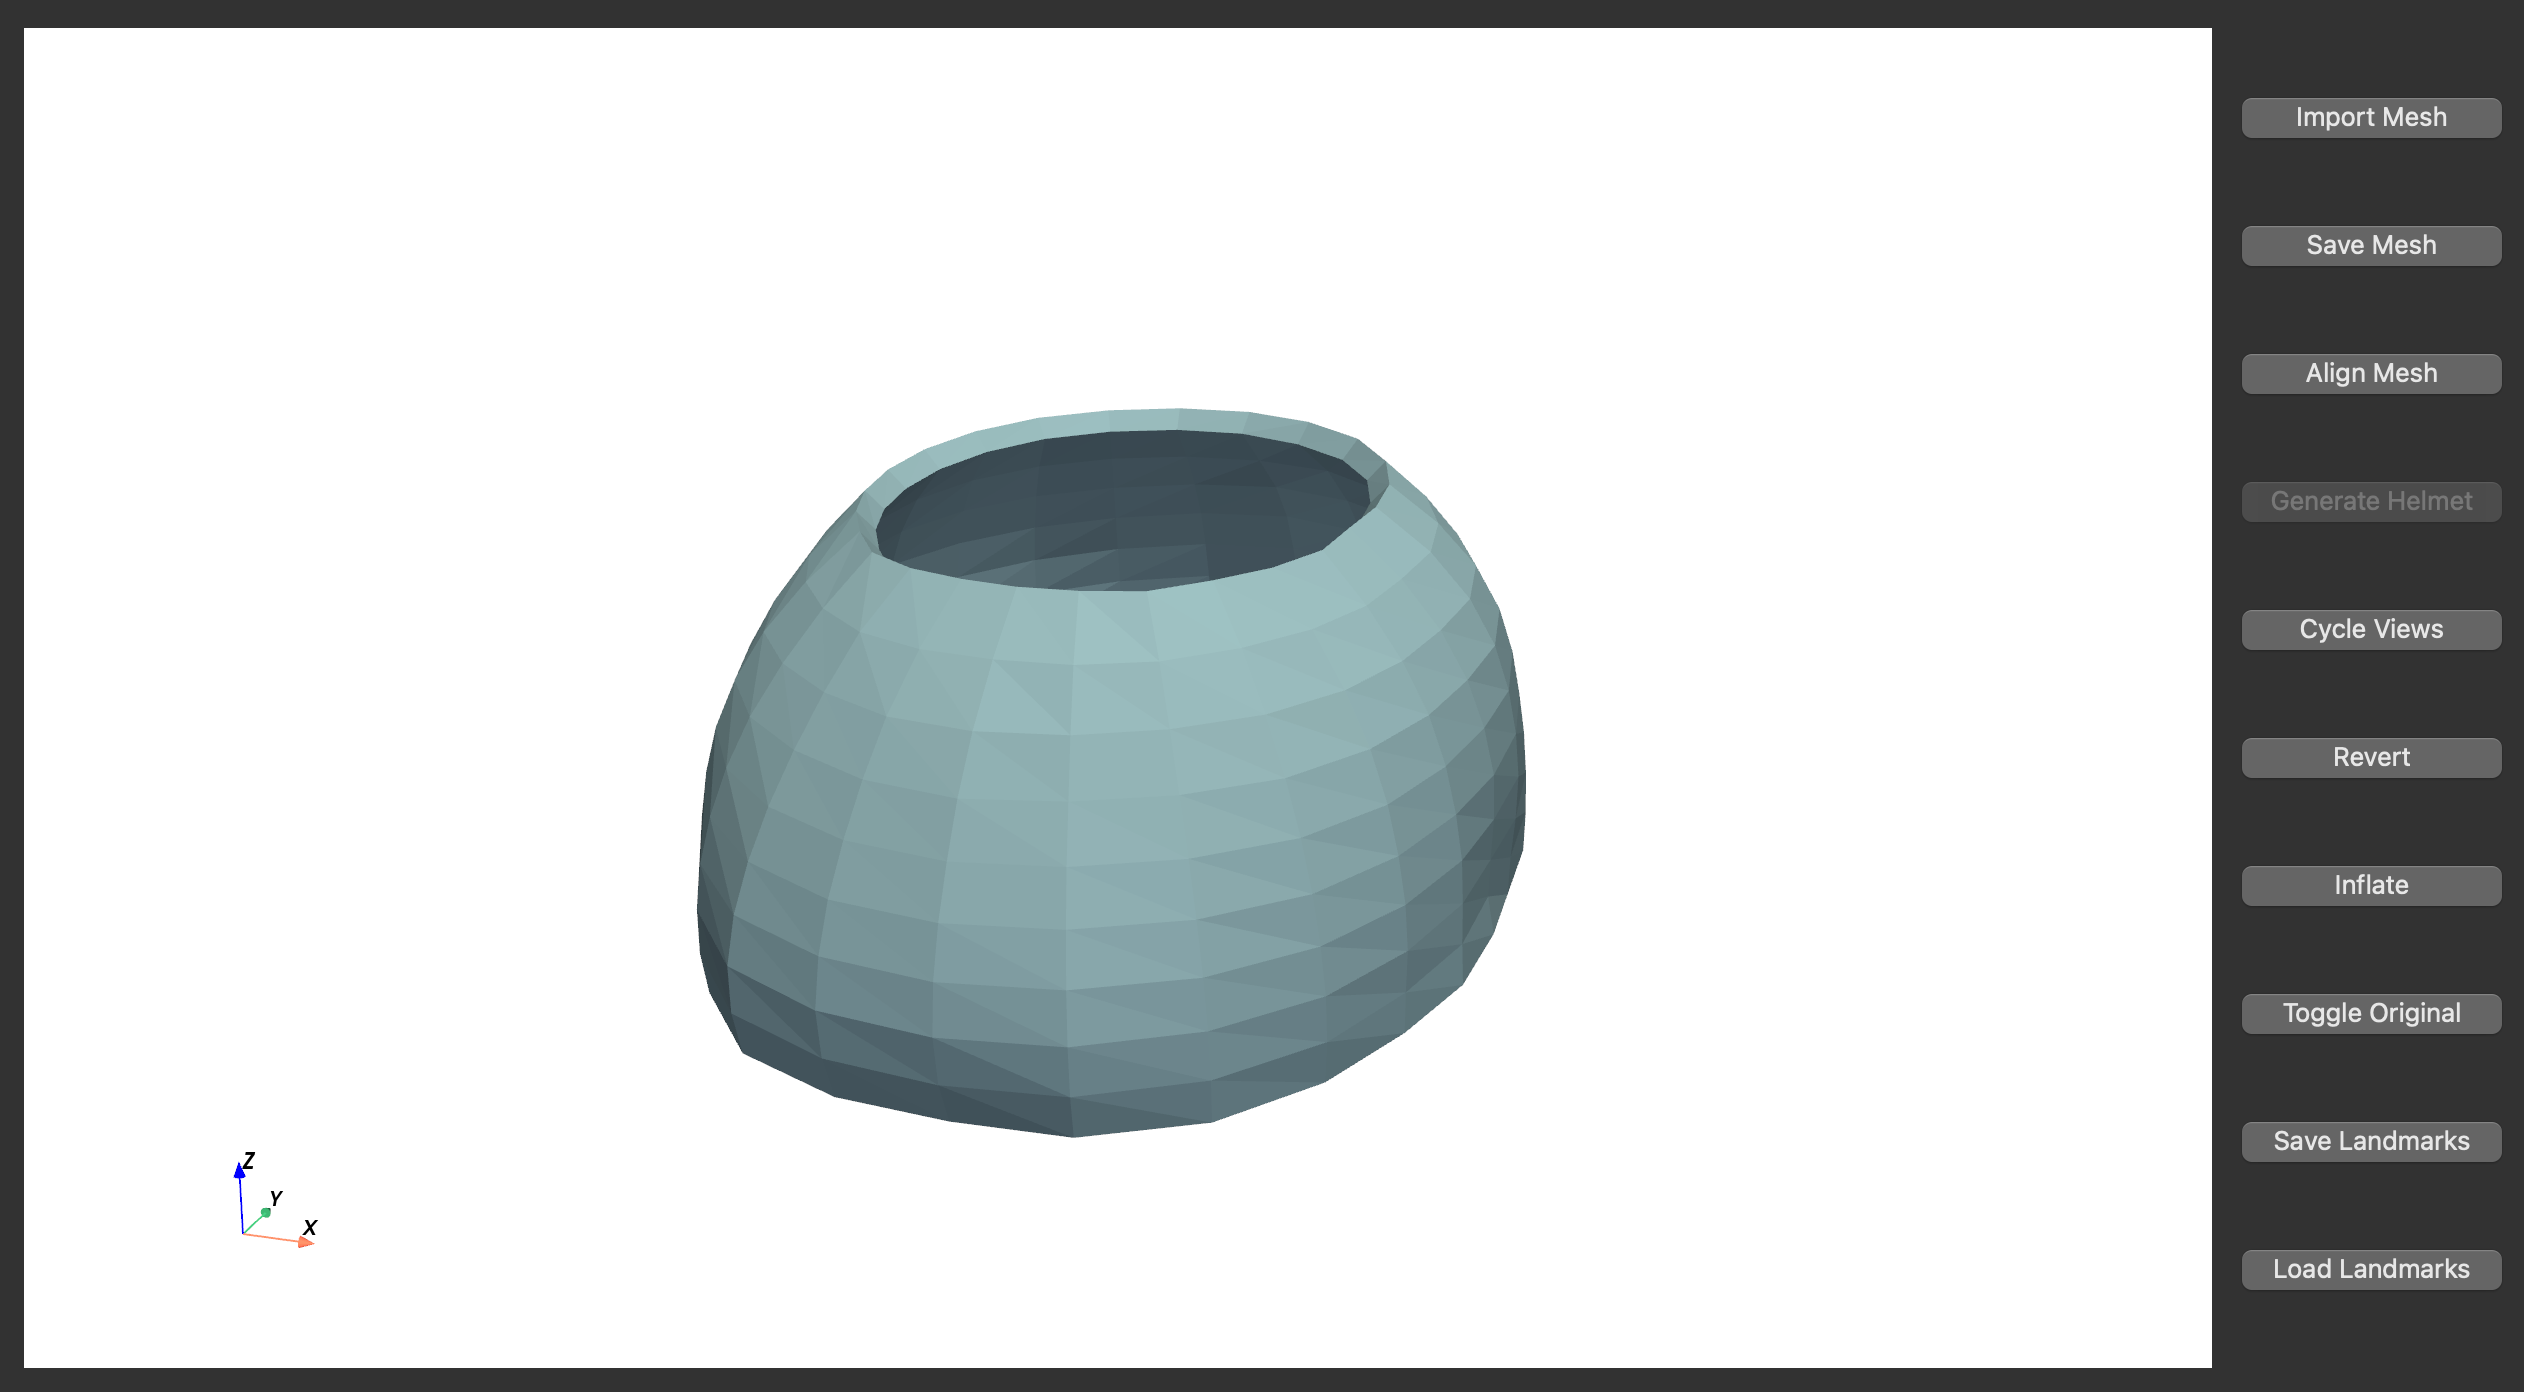 Import Mesh
Save Mesh
Align Mesh
Generate Helmet
Cycle Views
Revert
Inflate
Toggle Original
Save Landmarks
Load Landmarks
Z
Y
X